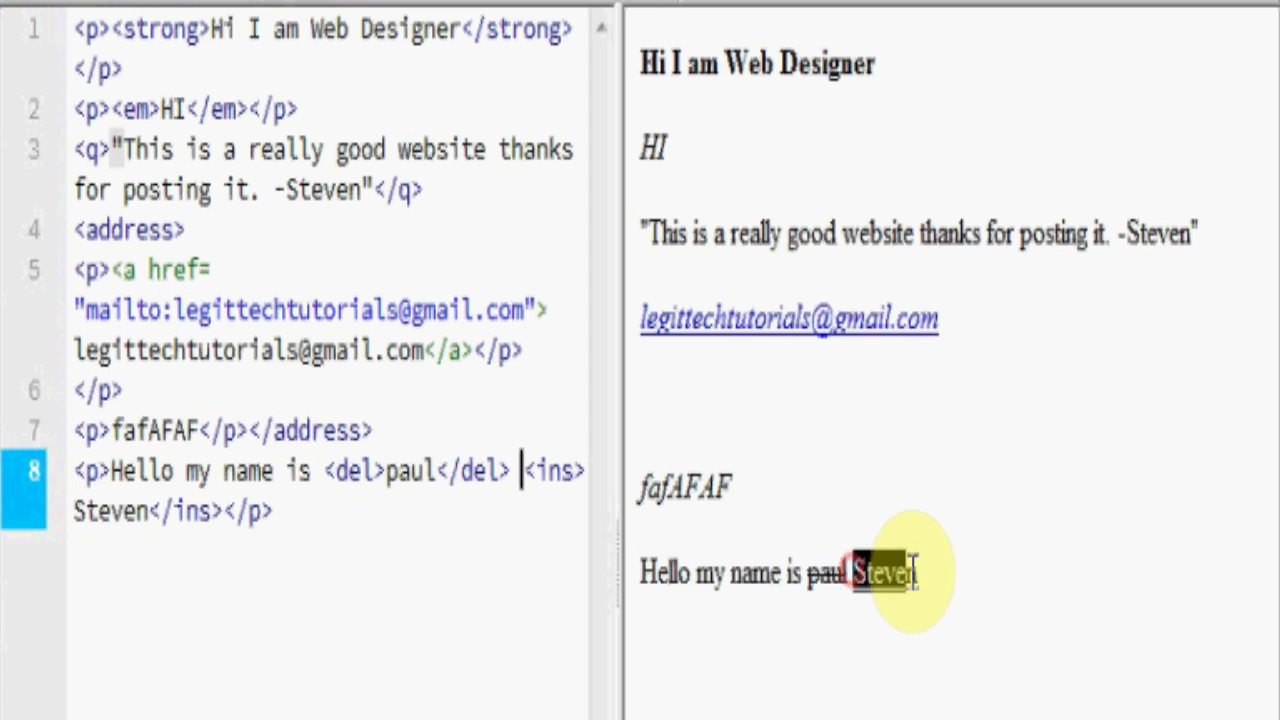 1 <p><strong>Hi I am Web Designer</strong>
</p>
2 <p><em>HI</em></p>
3 <q>"This is a really good website thanks
for posting it. -Steven"</q>
4 <address>
5 <p><a href=
"mailto:legittechtutorials@gmail.com">
legittechtutorials@gmail.com</a></p>
6 </p>
7 <p>fafAFAF</p></address>
8 <p>Hello my name is <del>paul</del> <ins>
Steven</ins></p>
Hi I am Web Designer
HI
"This is a really good website thanks for posting it. -Steven"
legittechtutorials@gmail.com
fafAFAF
Hello my name is paul Steven